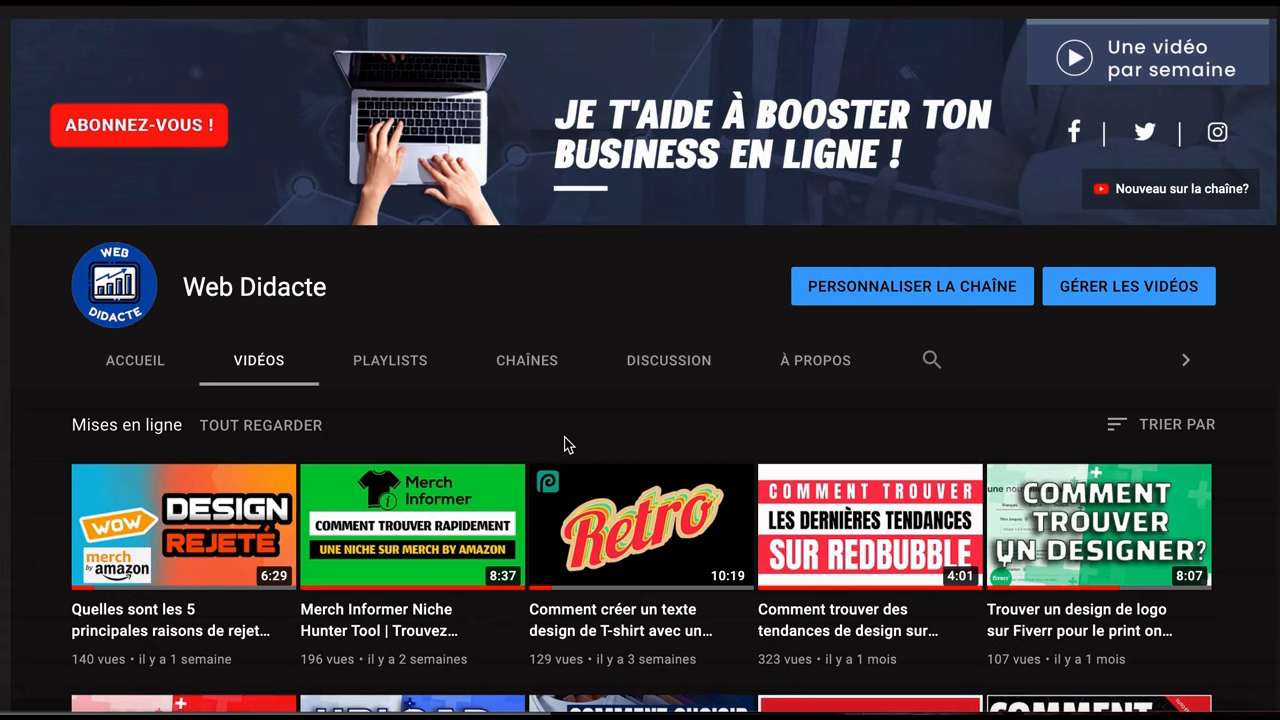 Une vidéo
par semaine
ABONNEZ-VOUS !
JE T'AIDE À BOOSTER TON
BUSINESS EN LIGNE !
Nouveau sur la chaîne?
WEB
DIDACTE
Web Didacte
PERSONNALISER LA CHAÎNE
GÉRER LES VIDÉOS
ACCUEIL
VIDÉOS
PLAYLISTS
CHAÎNES
DISCUSSION
À PROPOS
Mises en ligne
TOUT REGARDER
TRIER PAR
WOW
DESIGN
REJETÉ
merch
by amazon
6:29
Merch
Informer
COMMENT TROUVER RAPIDEMENT
UNE NICHE SUR MERCH BY AMAZON
8:37
Retro
10:19
COMMENT TROUVER
LES DERNIÈRES TENDANCES
SUR REDBUBBLE
4:01
COMMENT
TROUVER
UN DESIGNER?
fiverr
8:07
Quelles sont les 5
principales raisons de rejet...
140 vues • il y a 1 semaine
Merch Informer Niche
Hunter Tool | Trouvez...
196 vues • il y a 2 semaines
Comment créer un texte
design de T-shirt avec un...
129 vues • il y a 3 semaines
Comment trouver des
tendances de design sur...
323 vues • il y a 1 mois
Trouver un design de logo
sur Fiverr pour le print on...
107 vues • il y a 1 mois
UPLOAD
COMMENT CHOISIR
COMMENT